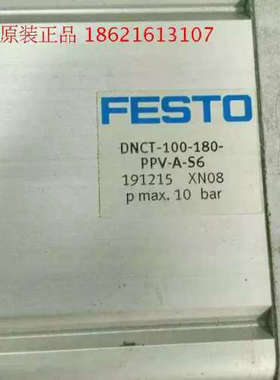 原装正品 18621613107
FESTO
DNCT-100-180-
PPV-A-S6
191215 XN08
p max. 10 bar